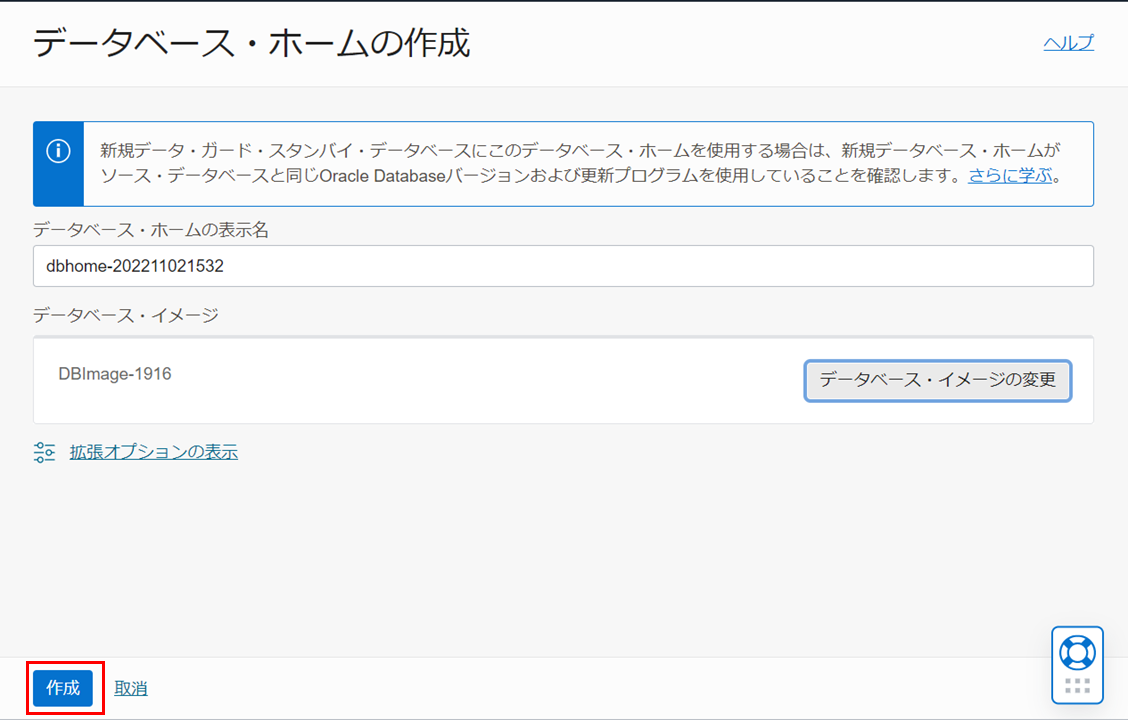 データベース・ホームの作成
ヘルプ
新規データ・ガード・スタンバイ・データベースにこのデータベース・ホームを使用する場合は、新規データベース・ホームが
ソース・データベースと同じOracle Databaseバージョンおよび更新プログラムを使用していることを確認します。さらに学ぶ。
データベース・ホームの表示名
dbhome-202211021532
データベース・イメージ
DBImage-1916
データベース・イメージの変更
拡張オプションの表示
作成
取消